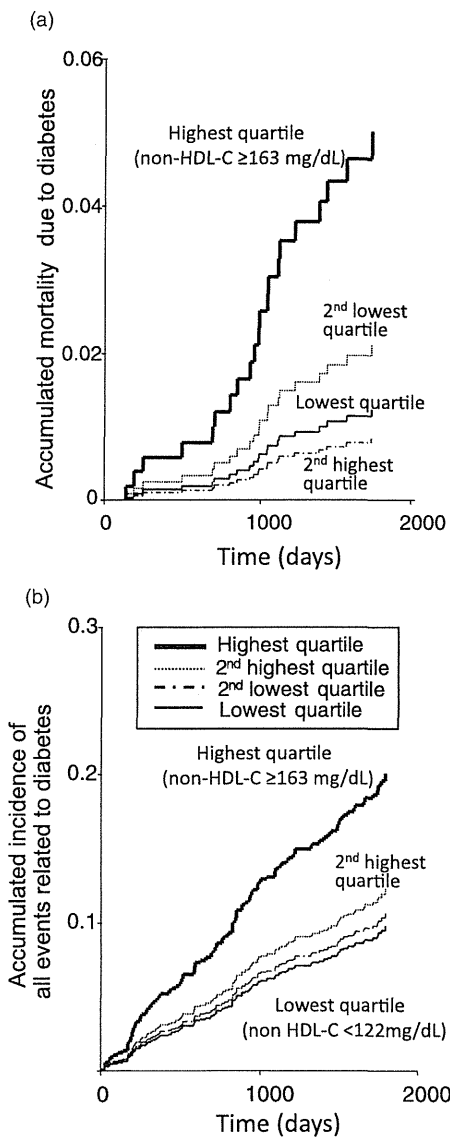 (a)
0.06
Highest quartile
(non-HDL-C ≥163 mg/dL)
0.04
Accumulated mortality due to diabetes
2nd lowest
quartile
0.02
Lowest quartile
2nd highest
quartile
0
0
1000
2000
Time (days)
(b)
0.3
Highest quartile
2nd highest quartile
2nd lowest quartile
Lowest quartile
Highest quartile
(non-HDL-C ≥163 mg/dL)
0.2
Accumulated incidence of
all events related to diabetes
2nd highest
quartile
0.1
Lowest quartile
(non HDL-C <122mg/dL)
0
1000
2000
Time (days)